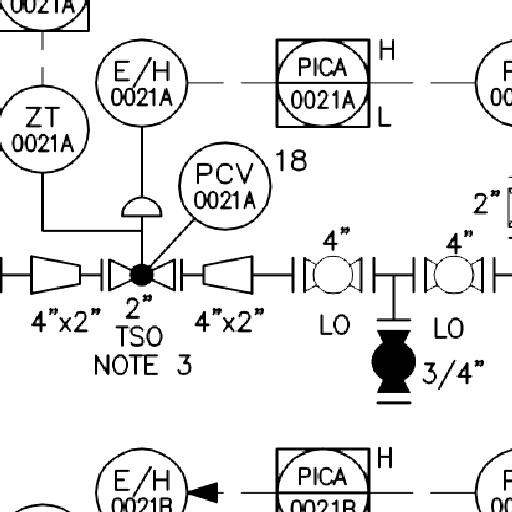 0021A
E/H
0021A
PICA
0021A
H
L
ZT
0021A
PCV
0021A
18
2"
4"
4"
4"x2"
2"
4"x2"
TSO
NOTE 3
LO
LO
3/4"
E/H
0021B
PICA
0021B
H